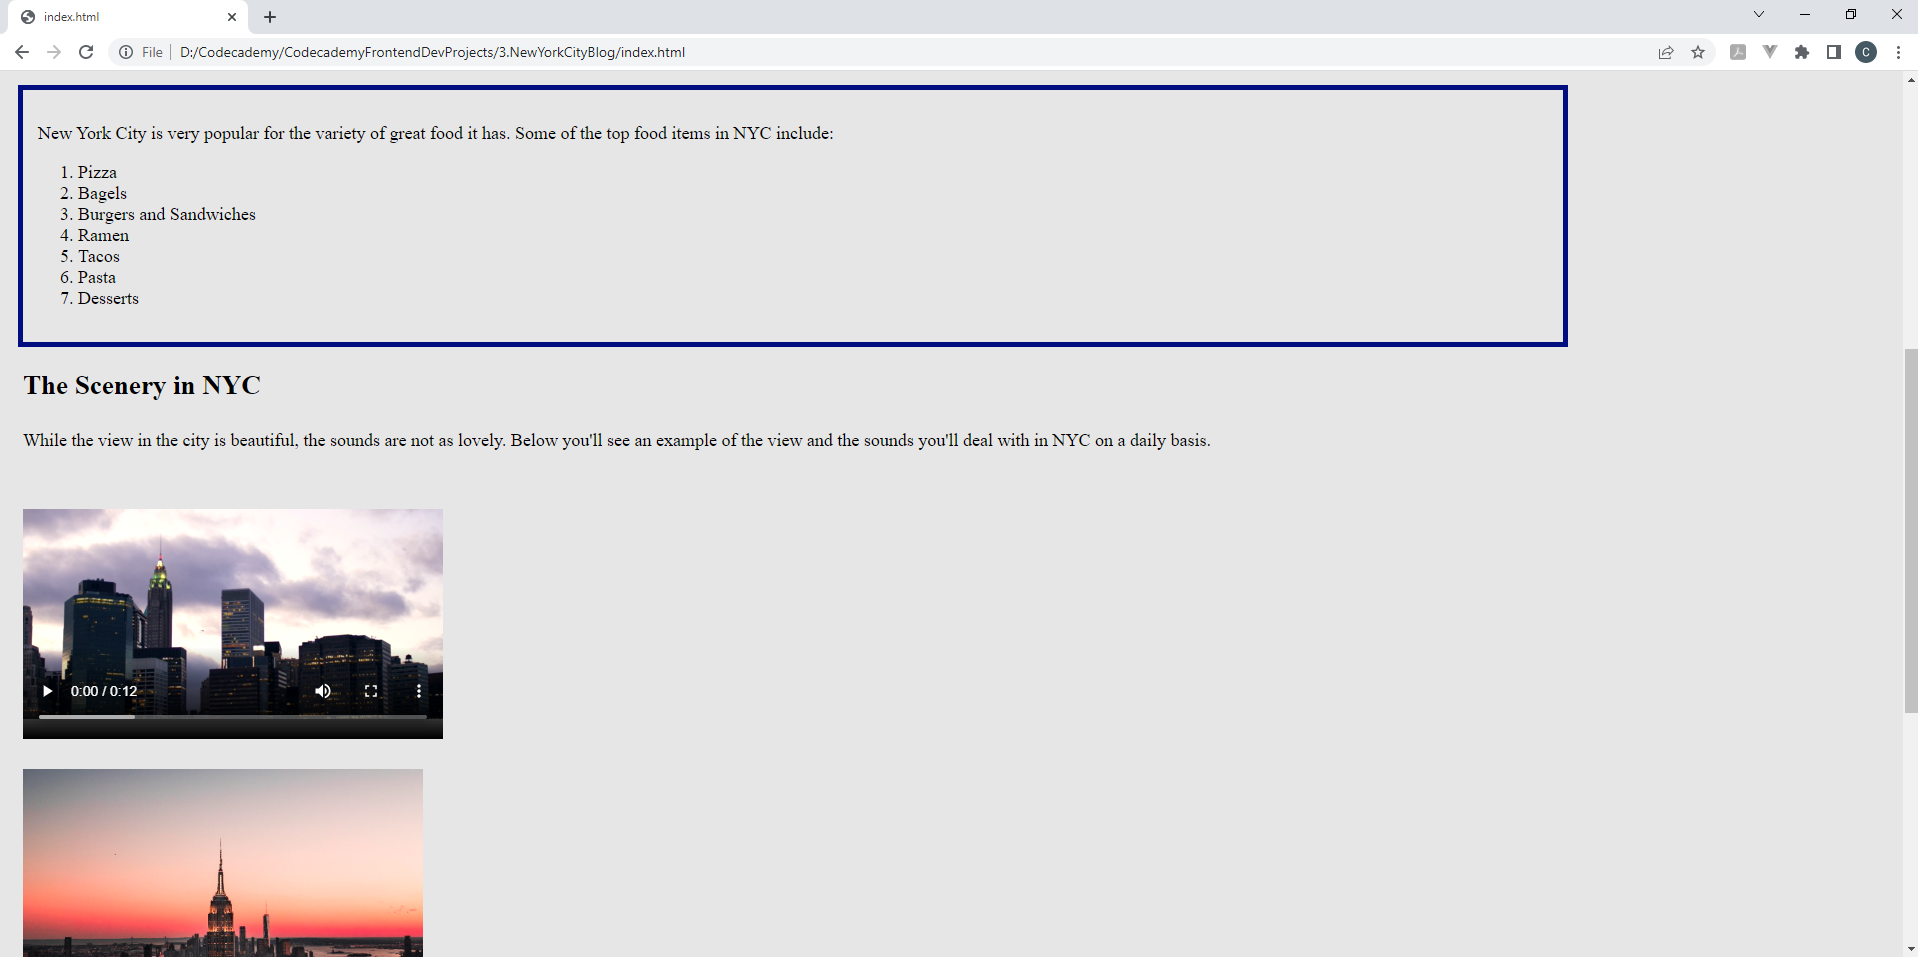 index.html
File
D:/Codecademy/CodecademyFrontendDevProjects/3.NewYorkCityBlog/index.html
C
New York City is very popular for the variety of great food it has. Some of the top food items in NYC include:
1. Pizza
2. Bagels
3. Burgers and Sandwiches
4. Ramen
5. Tacos
6. Pasta
7. Desserts
The Scenery in NYC
While the view in the city is beautiful, the sounds are not as lovely. Below you'll see an example of the view and the sounds you'll deal with in NYC on a daily basis.
0:00 / 0:12